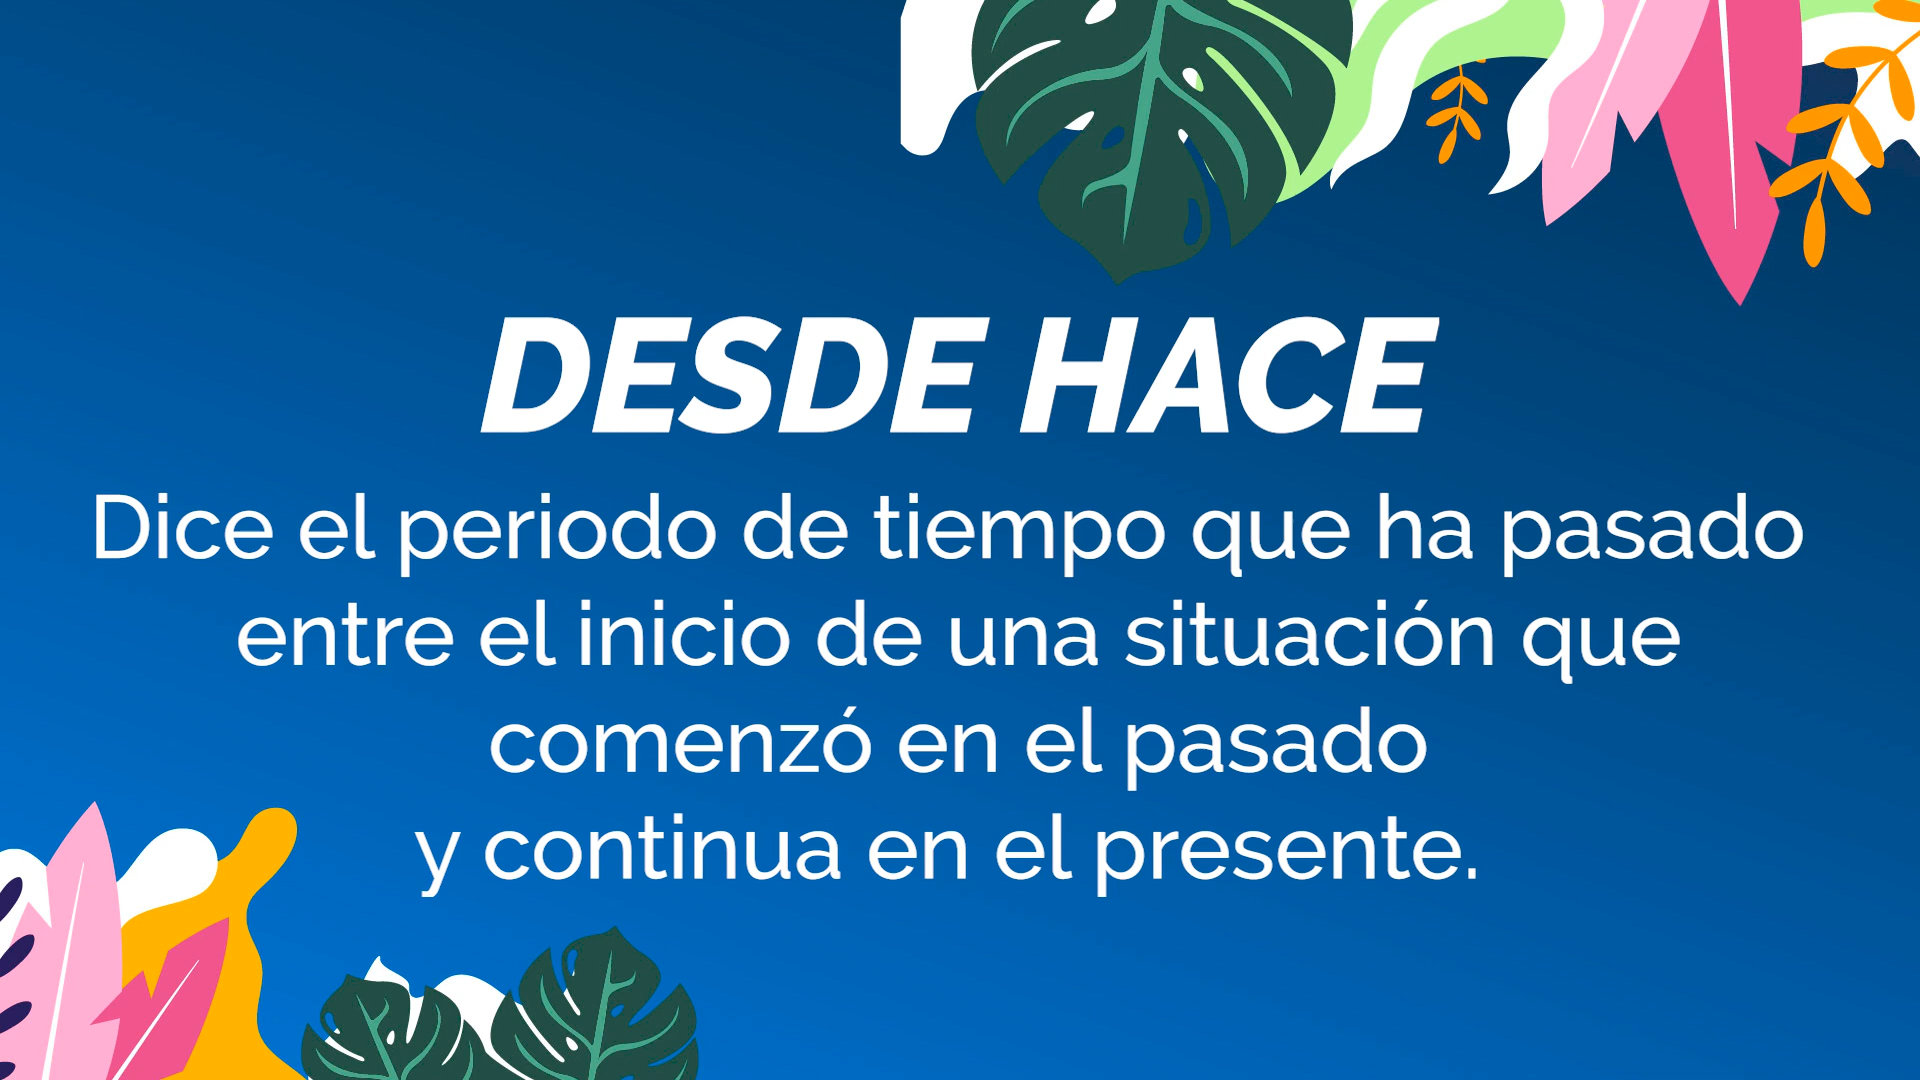 DESDE HACE
Dice el periodo de tiempo que ha pasado
entre el inicio de una situación que
comenzó en el pasado
y continua en el presente.